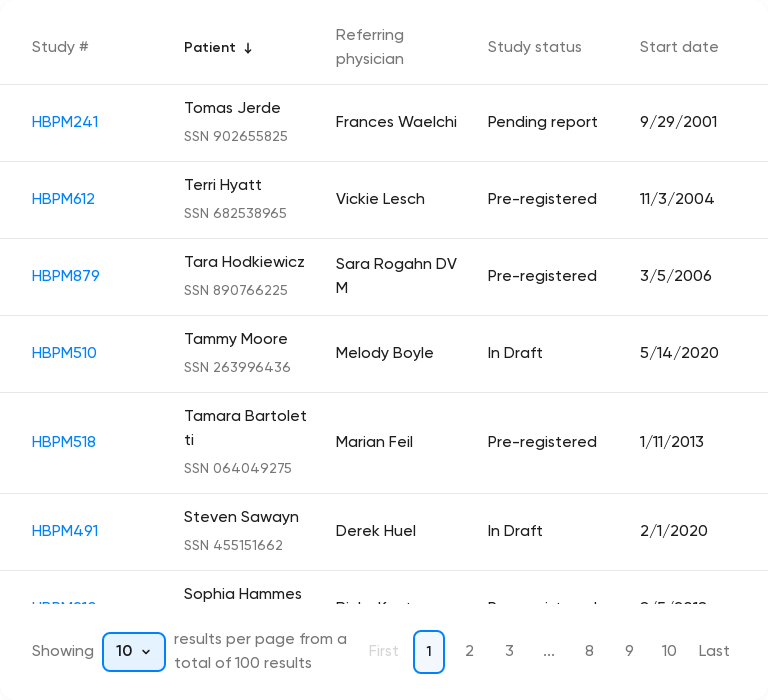 Study #
Patient
Referring
physician
Study status
Start date
HBPM241
Tomas Jerde
SSN 902655825
Frances Waelchi
Pending report
9/29/2001
HBPM612
Terri Hyatt
SSN 682538965
Vickie Lesch
Pre-registered
11/3/2004
HBPM879
Tara Hodkiewicz
SSN 890766225
Sara Rogahn DV
M
Pre-registered
3/5/2006
HBPM510
Tammy Moore
SSN 263996436
Melody Boyle
In Draft
5/14/2020
HBPM518
Tamara Bartolet
ti
SSN 064049275
Marian Feil
Pre-registered
1/11/2013
HBPM491
Steven Sawayn
SSN 455151662
Derek Huel
In Draft
2/1/2020
Sophia Hammes
Pre-registered
Showing
10
results per page from a
total of 100 results
First
1
2
3
...
8
9
10
Last